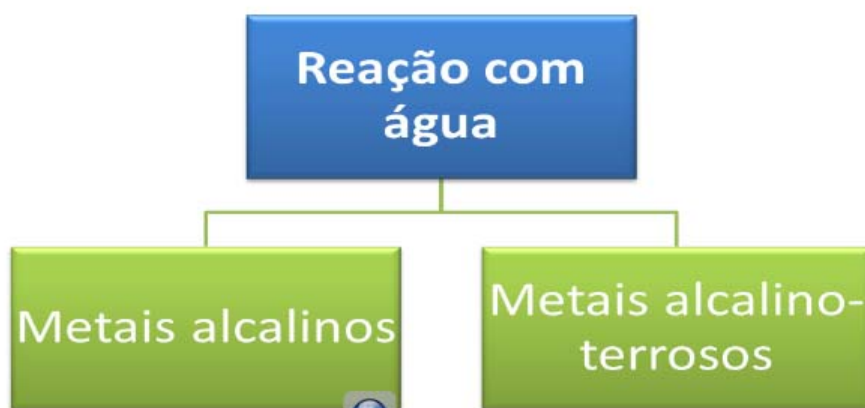 Reação com
água
Metais alcalinos
Metais alcalino-
terrosos